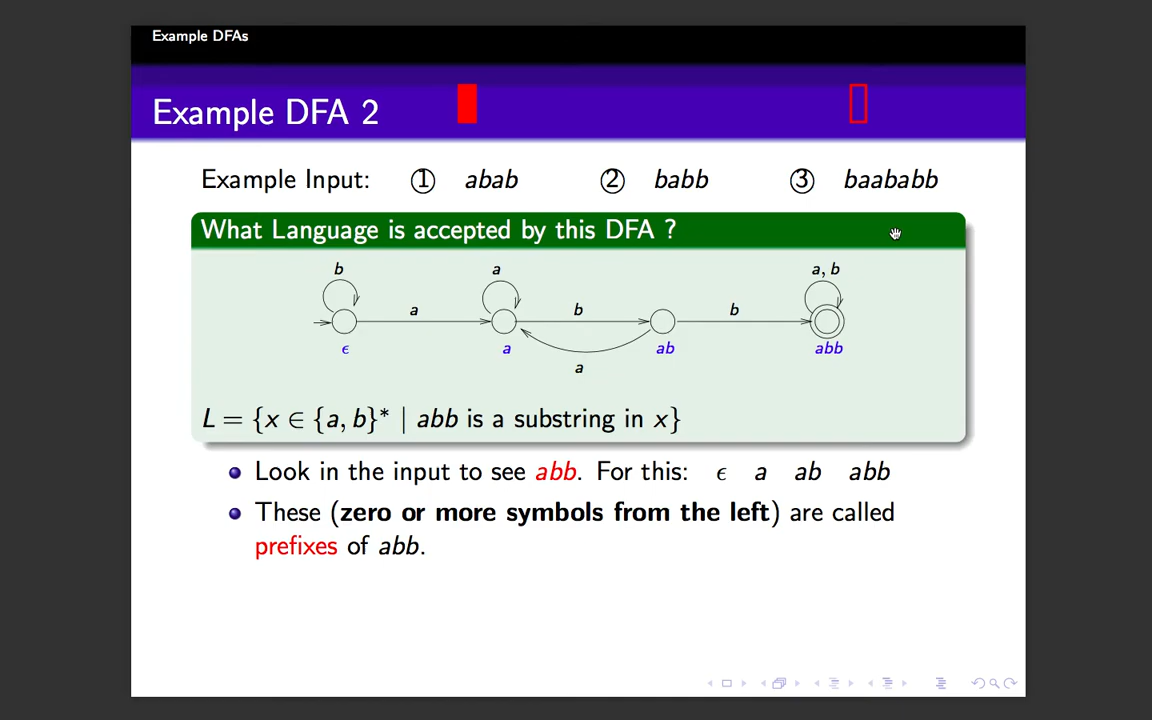 Example DFAs
Example DFA 2
Example Input: ① abab ② babb ③ baababb
What Language is accepted by this DFA ?
b a a, b
a b b
ϵ a ab abb
a
L = {x ∈ {a, b}* | abb is a substring in x}
Look in the input to see abb. For this: ϵ a ab abb
These (zero or more symbols from the left) are called
prefixes of abb.